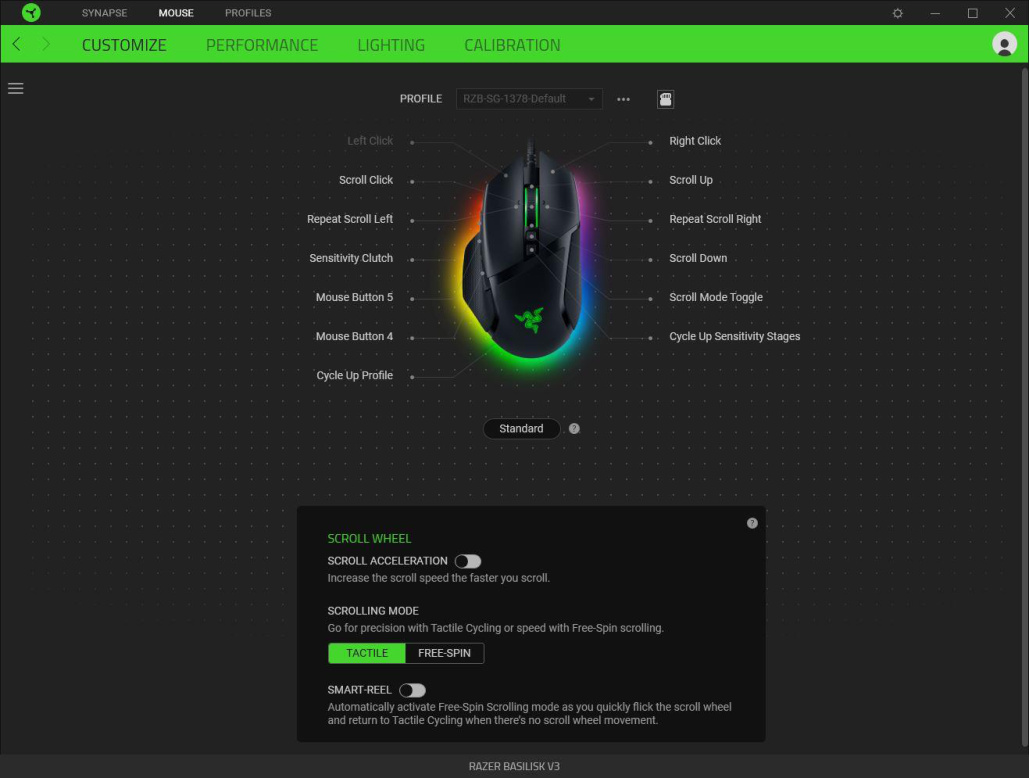 SYNAPSE MOUSE PROFILES
CUSTOMIZE PERFORMANCE LIGHTING CALIBRATION
PROFILE RZB-SG-1378-Default
Left Click
Right Click
Scroll Click
Scroll Up
Repeat Scroll Left
Repeat Scroll Right
Sensitivity Clutch
Scroll Down
Mouse Button 5
Scroll Mode Toggle
Mouse Button 4
Cycle Up Sensitivity Stages
Cycle Up Profile
Standard ?
?
SCROLL WHEEL
SCROLL ACCELERATION
Increase the scroll speed the faster you scroll.
SCROLLING MODE
Go for precision with Tactile Cycling or speed with Free-Spin scrolling.
TACTILE FREE-SPIN
SMART-REEL
Automatically activate Free-Spin Scrolling mode as you quickly flick the scroll wheel
and return to Tactile Cycling when there's no scroll wheel movement.
RAZER BASILISK V3